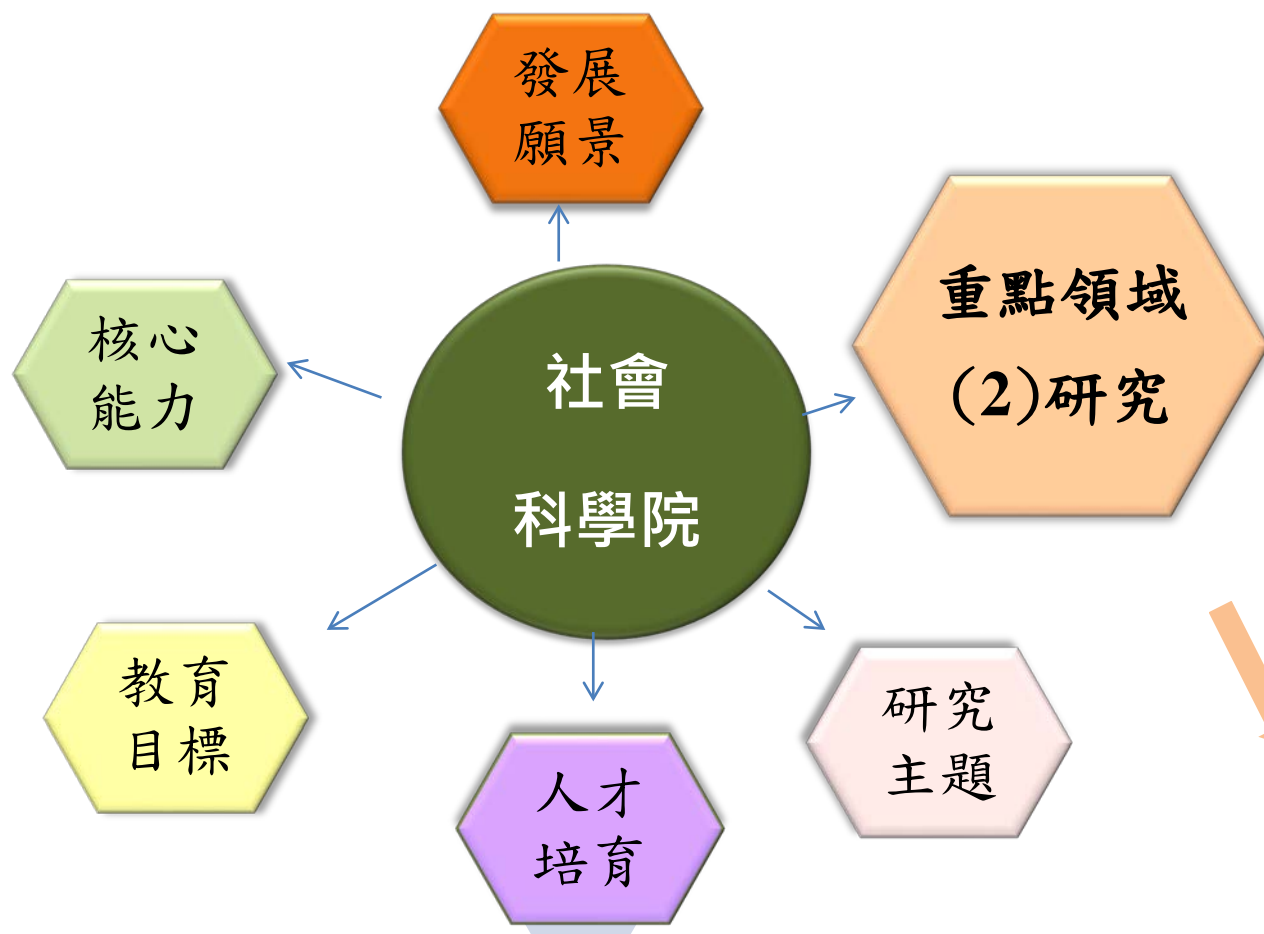 發展
願景
重點領域
(2)研究
核心
能力
社會
科學院
教育
目標
研究
主題
人才
培育